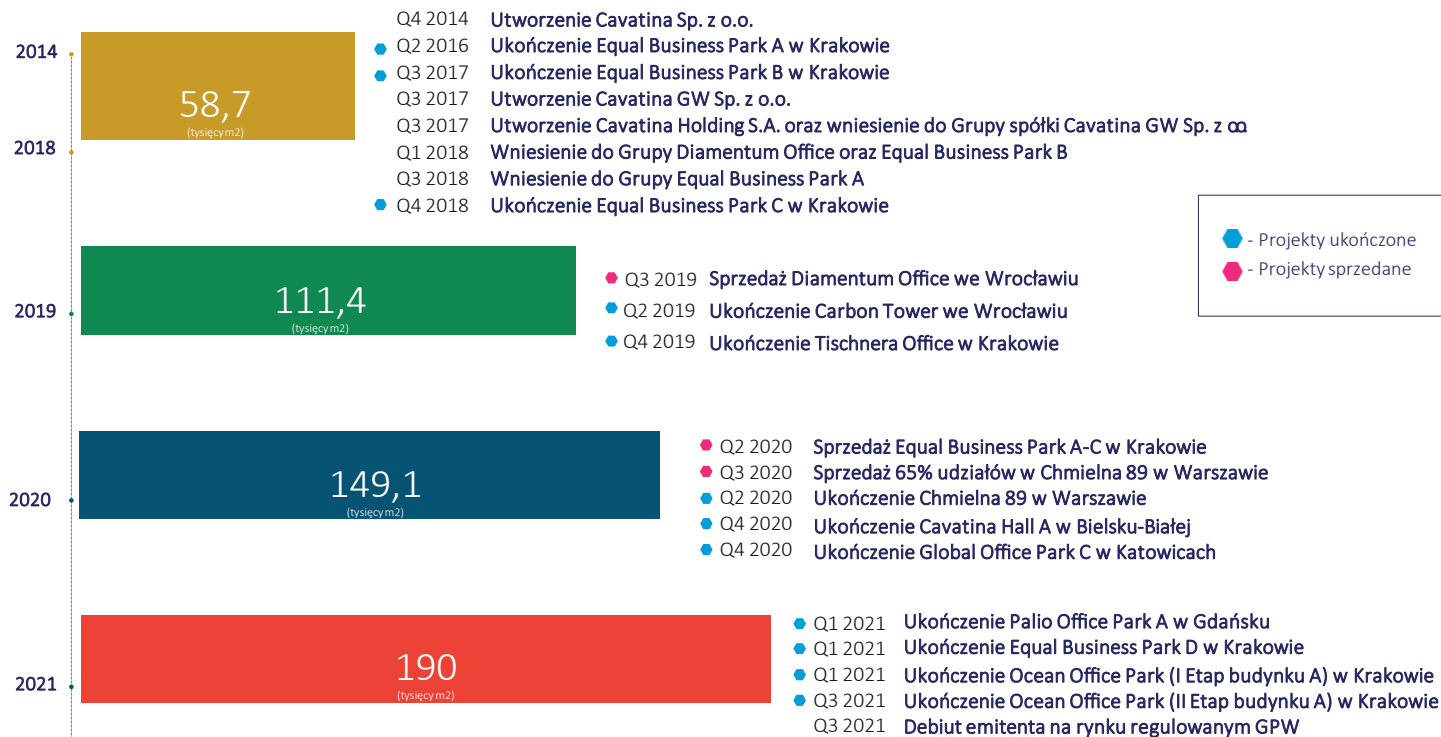 2014
2018
58,7
(tysięcy m2)
Q4 2014 Utworzenie Cavatina Sp. z o.o.
Q2 2016 Ukończenie Equal Business Park A w Krakowie
Q3 2017 Ukończenie Equal Business Park B w Krakowie
Q3 2017 Utworzenie Cavatina GW Sp. z o.o.
Q3 2017 Utworzenie Cavatina Holding S.A. oraz wniesienie do Grupy spółki Cavatina GW Sp. z o.o.
Q1 2018 Wniesienie do Grupy Diamentum Office oraz Equal Business Park B
Q3 2018 Wniesienie do Grupy Equal Business Park A
Q4 2018 Ukończenie Equal Business Park C w Krakowie
- Projekty ukończone
- Projekty sprzedane
2019
111,4
(tysięcy m2)
Q3 2019 Sprzedaż Diamentum Office we Wrocławiu
Q2 2019 Ukończenie Carbon Tower we Wrocławiu
Q4 2019 Ukończenie Tischnera Office w Krakowie
2020
149,1
(tysięcy m2)
Q2 2020 Sprzedaż Equal Business Park A-C w Krakowie
Q3 2020 Sprzedaż 65% udziałów w Chmielna 89 w Warszawie
Q2 2020 Ukończenie Chmielna 89 w Warszawie
Q4 2020 Ukończenie Cavatina Hall A w Bielsku-Białej
Q4 2020 Ukończenie Global Office Park C w Katowicach
2021
190
(tysięcy m2)
Q1 2021 Ukończenie Palio Office Park A w Gdańsku
Q1 2021 Ukończenie Equal Business Park D w Krakowie
Q1 2021 Ukończenie Ocean Office Park (I Etap budynku A) w Krakowie
Q3 2021 Ukończenie Ocean Office Park (II Etap budynku A) w Krakowie
Q3 2021 Debiut emitenta na rynku regulowanym GPW